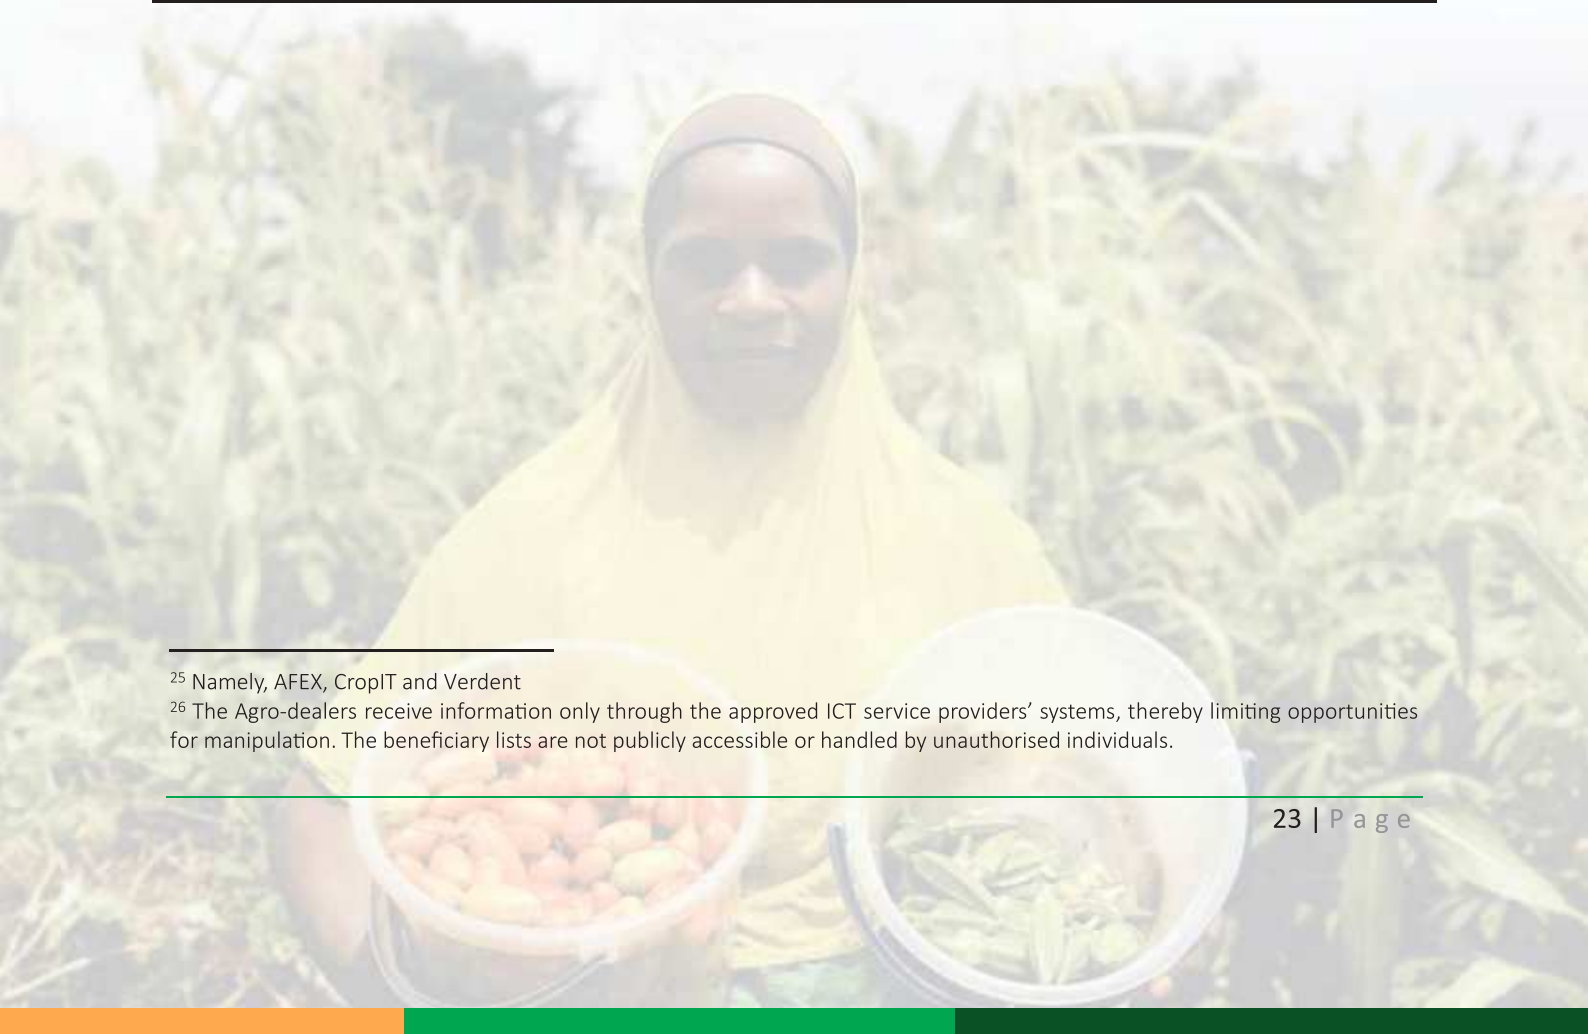 25 Namely, AFEX, CropIT and Verdent
26 The Agro-dealers receive information only through the approved ICT service providers’ systems, thereby limiting opportunities
for manipulation. The beneficiary lists are not publicly accessible or handled by unauthorised individuals.
23 | Page